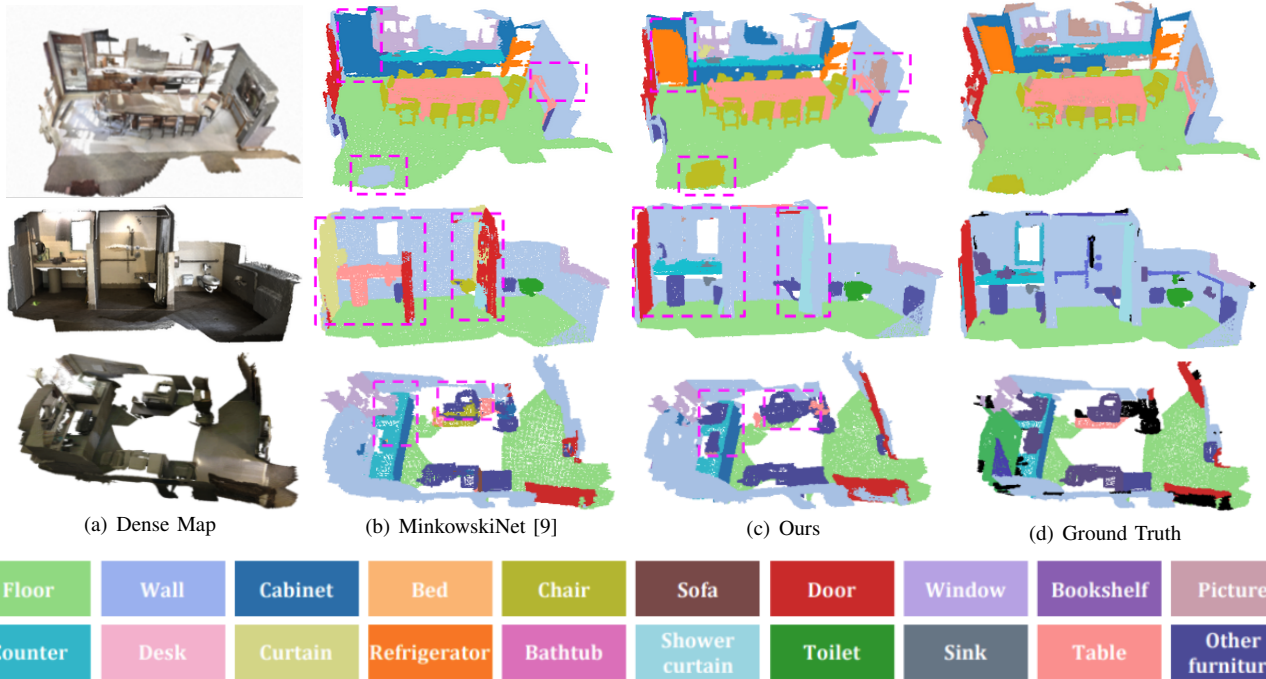 (a) Dense Map
(b) MinkowskiNet [9]
(c) Ours
(d) Ground Truth
Floor Wall Cabinet Bed Chair Sofa Door Window Bookshelf Picture
Counter Desk Curtain Refrigerator Bathtub Shower curtain Toilet Sink Table Other furniture